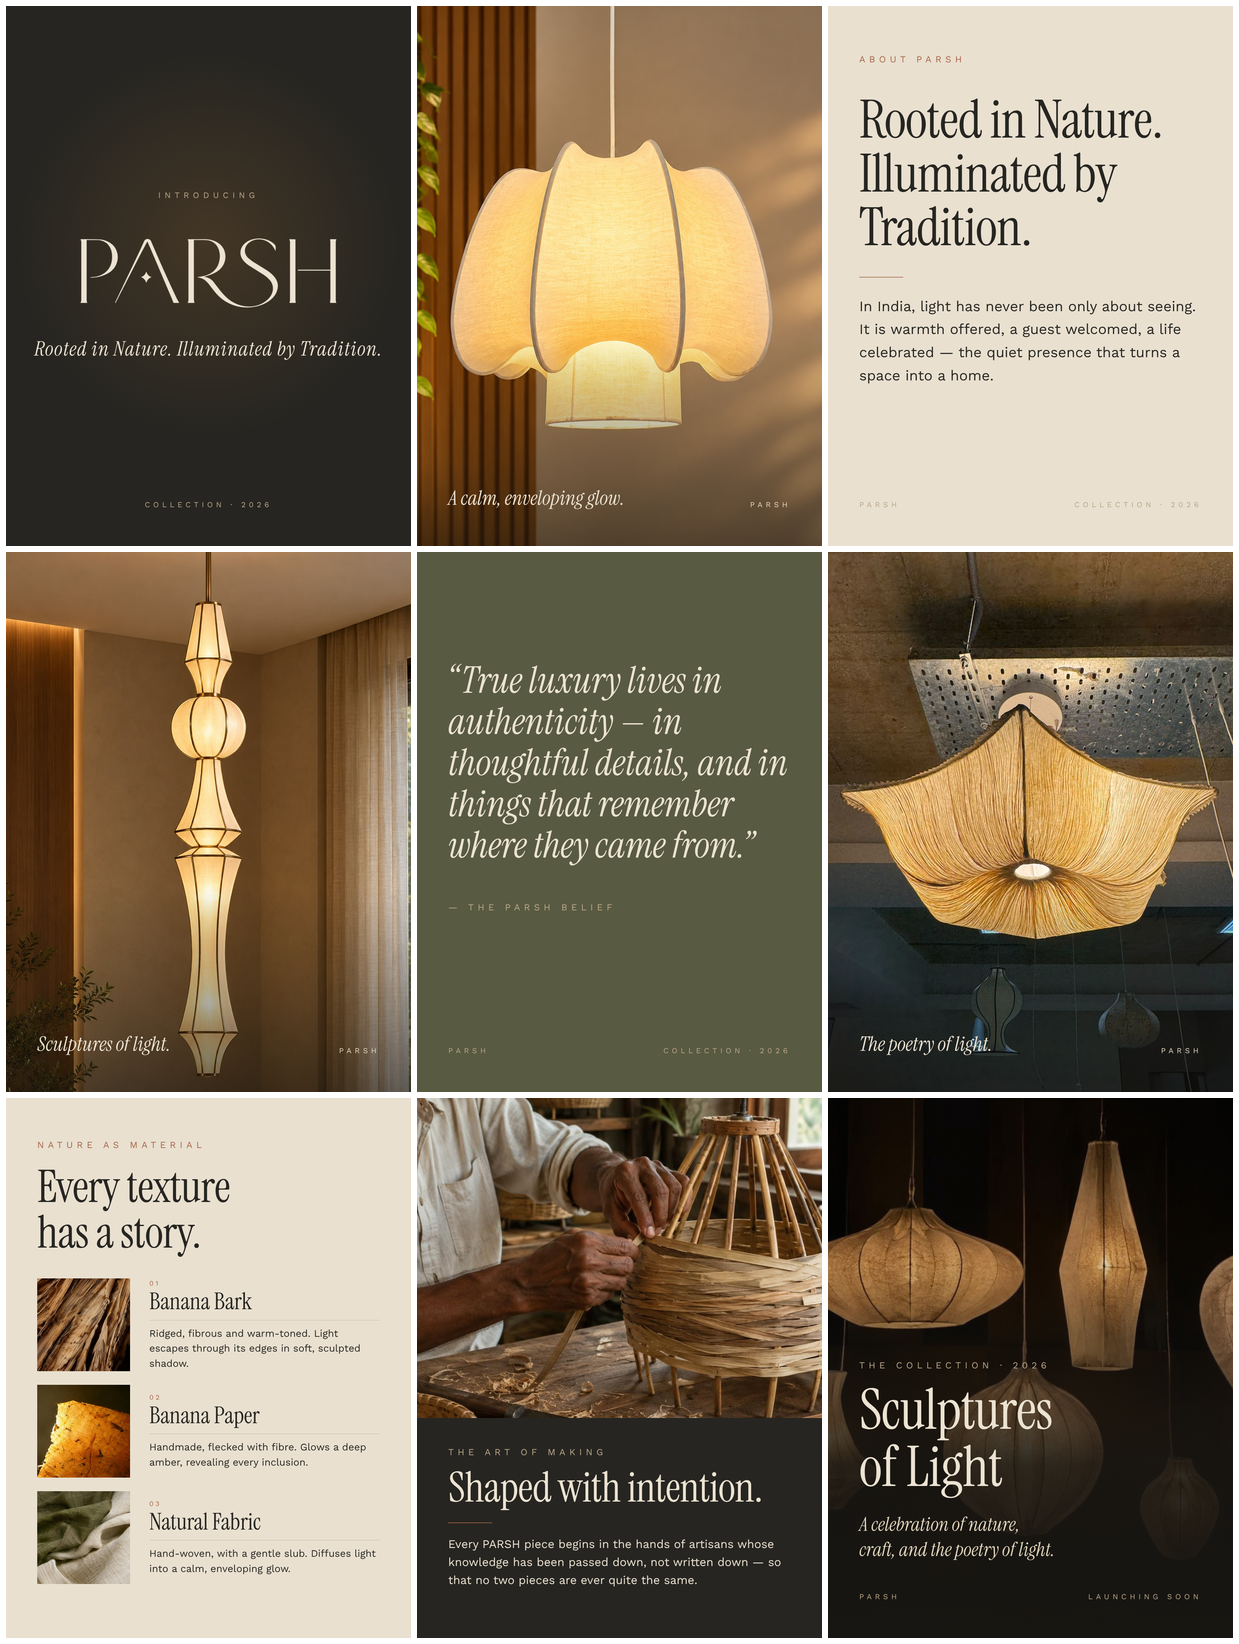 INTRODUCING
PARSH
Rooted in Nature. Illuminated by Tradition.
COLLECTION · 2026
A calm, enveloping glow.
PARSH
ABOUT PARSH
Rooted in Nature.
Illuminated by
Tradition.
In India, light has never been only about seeing.
It is warmth offered, a guest welcomed, a life
celebrated — the quiet presence that turns a
space into a home.
PARSH
COLLECTION · 2026
Sculptures of light.
PARSH
“True luxury lives in
authenticity — in
thoughtful details, and in
things that remember
where they came from.”
— THE PARSH BELIEF
PARSH
COLLECTION · 2026
The poetry of light.
PARSH
NATURE AS MATERIAL
Every texture
has a story.
01
Banana Bark
Ridged, fibrous and warm-toned. Light
escapes through its edges in soft, sculpted
shadow.
02
Banana Paper
Handmade, flecked with fibre. Glows a deep
amber, revealing every inclusion.
03
Natural Fabric
Hand-woven, with a gentle slub. Diffuses light
into a calm, enveloping glow.
THE ART OF MAKING
Shaped with intention.
Every PARSH piece begins in the hands of artisans whose
knowledge has been passed down, not written down — so
that no two pieces are ever quite the same.
THE COLLECTION · 2026
Sculptures
of Light
A celebration of nature,
craft, and the poetry of light.
PARSH
LAUNCHING SOON